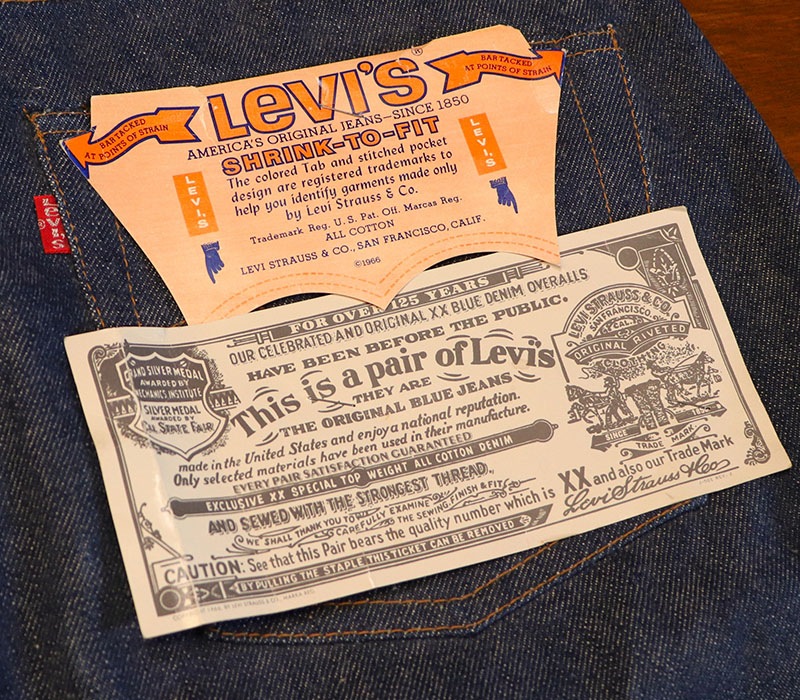 LEVI'S®
BAR TACKED
AT POINTS OF STRAIN
BAR TACKED
AT POINTS OF STRAIN
AMERICA'S ORIGINAL JEANS–SINCE 1850
SHRINK-TO-FIT
The colored Tab and stitched pocket
design are registered trademarks to
help you identify garments made only
by Levi Strauss & Co.
Trademark Reg. U.S. Pat. Off. Marcas Reg.
ALL COTTON
LEVI STRAUSS & CO., SAN FRANCISCO, CALIF.
©1966
LEVI'S
LEVI'S
LEVI'S
FOR OVER 125 YEARS
OUR CELEBRATED AND ORIGINAL XX BLUE DENIM OVERALLS
HAVE BEEN BEFORE THE PUBLIC.
This is a pair of Levi's
THEY ARE
THE ORIGINAL BLUE JEANS
made in the United States and enjoy a national reputation.
Only selected materials have been used in their manufacture.
EVERY PAIR SATISFACTION GUARANTEED
EXCLUSIVE XX SPECIAL TOP WEIGHT ALL COTTON DENIM
AND SEWED WITH THE STRONGEST THREAD.
WE SHALL THANK YOU TO CAREFULLY EXAMINE THE SEWING, FINISH & FIT
CAUTION: See that this Pair bears the quality number which is XX and also our Trade Mark
BY PULLING THE STAPLE THIS TICKET CAN BE REMOVED
Levi Strauss & Co
SILVER MEDAL
AWARDED BY
MECHANICS INSTITUTE
SILVER MEDAL
AWARDED BY
CAL STATE FAIR
LEVI STRAUSS & CO.
SAN FRANCISCO,
CAL.
ORIGINAL RIVETED
CLOTHING
SINCE
TRADE MARK